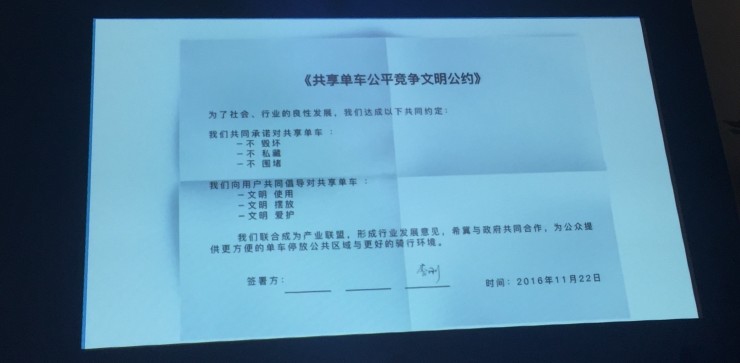 《共享单车公平竞争文明公约》
为了社会、行业的良性发展，我们达成以下共同约定：
我们共同承诺对共享单车：
－不 毁坏
－不 私藏
－不 围堵
我们向用户共同倡导对共享单车：
－文明 使用
－文明 摆放
－文明 爱护
我们联合成为产业联盟，形成行业发展意见，希冀与政府共同合作，为公众提
供更方便的单车停放公共区域与更好的骑行环境。
签署方：
时间：2016年11月22日